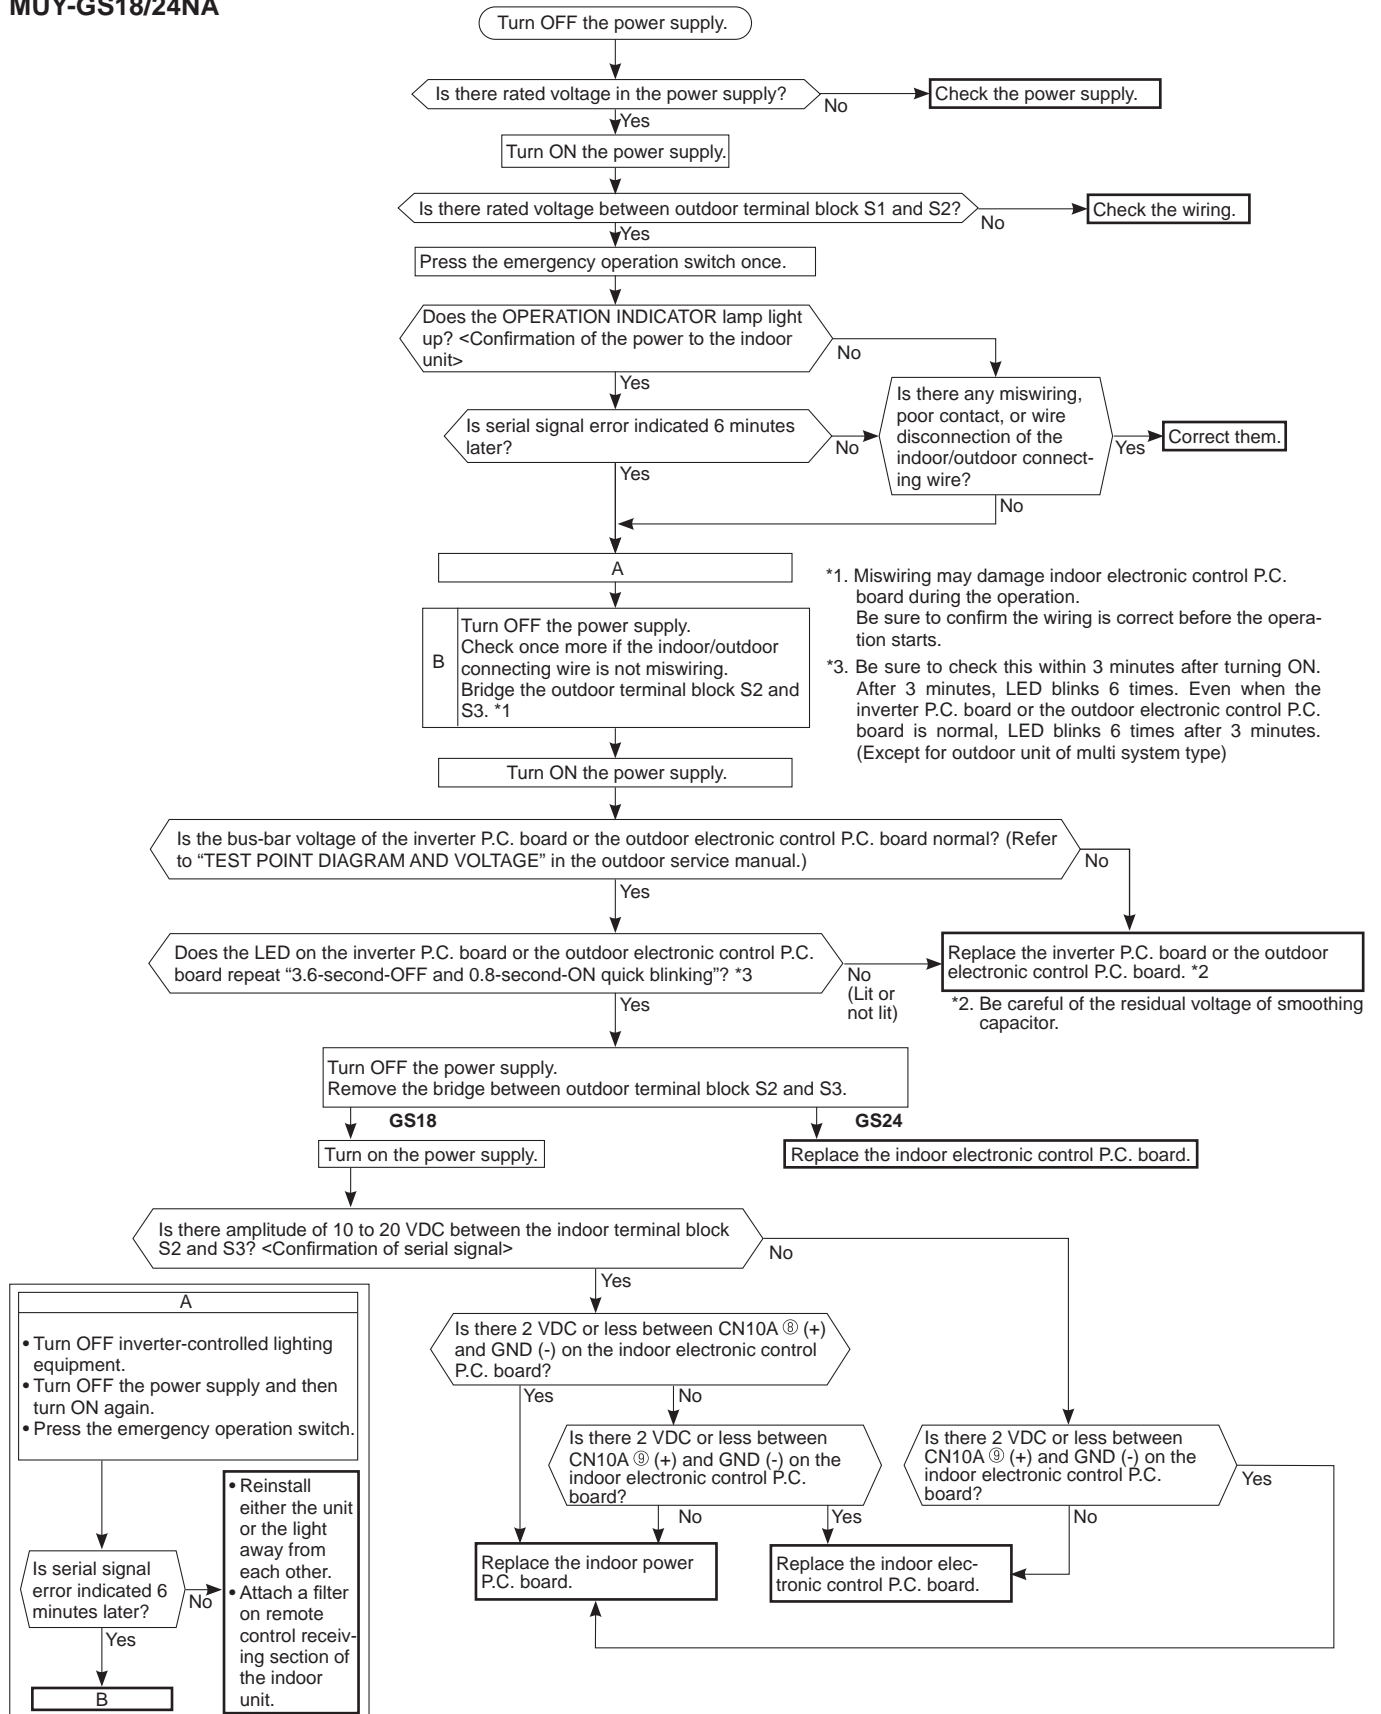 MUY-GS18/24NA
Turn OFF the power supply.
Is there rated voltage in the power supply?
No
Check the power supply.
Yes
Turn ON the power supply.
Is there rated voltage between outdoor terminal block S1 and S2?
No
Check the wiring.
Yes
Press the emergency operation switch once.
Does the OPERATION INDICATOR lamp light
up? <Confirmation of the power to the indoor
unit>
No
Yes
Is serial signal error indicated 6 minutes
later?
No
Is there any miswiring,
poor contact, or wire
disconnection of the
indoor/outdoor connect-
ing wire?
Yes
Correct them.
Yes
No
A
B
Turn OFF the power supply.
Check once more if the indoor/outdoor
connecting wire is not miswiring.
Bridge the outdoor terminal block S2 and
S3. *1
*1. Miswiring may damage indoor electronic control P.C.
board during the operation.
Be sure to confirm the wiring is correct before the opera-
tion starts.
*3. Be sure to check this within 3 minutes after turning ON.
After 3 minutes, LED blinks 6 times. Even when the
inverter P.C. board or the outdoor electronic control P.C.
board is normal, LED blinks 6 times after 3 minutes.
(Except for outdoor unit of multi system type)
Turn ON the power supply.
Is the bus-bar voltage of the inverter P.C. board or the outdoor electronic control P.C. board normal? (Refer
to “TEST POINT DIAGRAM AND VOLTAGE” in the outdoor service manual.)
No
Yes
Does the LED on the inverter P.C. board or the outdoor electronic control P.C.
board repeat “3.6-second-OFF and 0.8-second-ON quick blinking”? *3
No
(Lit or
not lit)
Replace the inverter P.C. board or the outdoor
electronic control P.C. board. *2
*2. Be careful of the residual voltage of smoothing
capacitor.
Yes
Turn OFF the power supply.
Remove the bridge between outdoor terminal block S2 and S3.
GS18
GS24
Turn on the power supply.
Replace the indoor electronic control P.C. board.
Is there amplitude of 10 to 20 VDC between the indoor terminal block
S2 and S3? <Confirmation of serial signal>
No
Yes
Is there 2 VDC or less between CN10A ⑧ (+)
and GND (-) on the indoor electronic control
P.C. board?
Yes
No
Is there 2 VDC or less between
CN10A ⑨ (+) and GND (-) on the
indoor electronic control P.C.
board?
No
Yes
Is there 2 VDC or less between
CN10A ⑨ (+) and GND (-) on the
indoor electronic control P.C.
board?
Yes
No
Replace the indoor power
P.C. board.
Replace the indoor elec-
tronic control P.C. board.
A
• Turn OFF inverter-controlled lighting
equipment.
• Turn OFF the power supply and then
turn ON again.
• Press the emergency operation switch.
Is serial signal
error indicated 6
minutes later?
No
• Reinstall
either the unit
or the light
away from
each other.
• Attach a filter
on remote
control receiv-
ing section of
the indoor
unit.
Yes
B